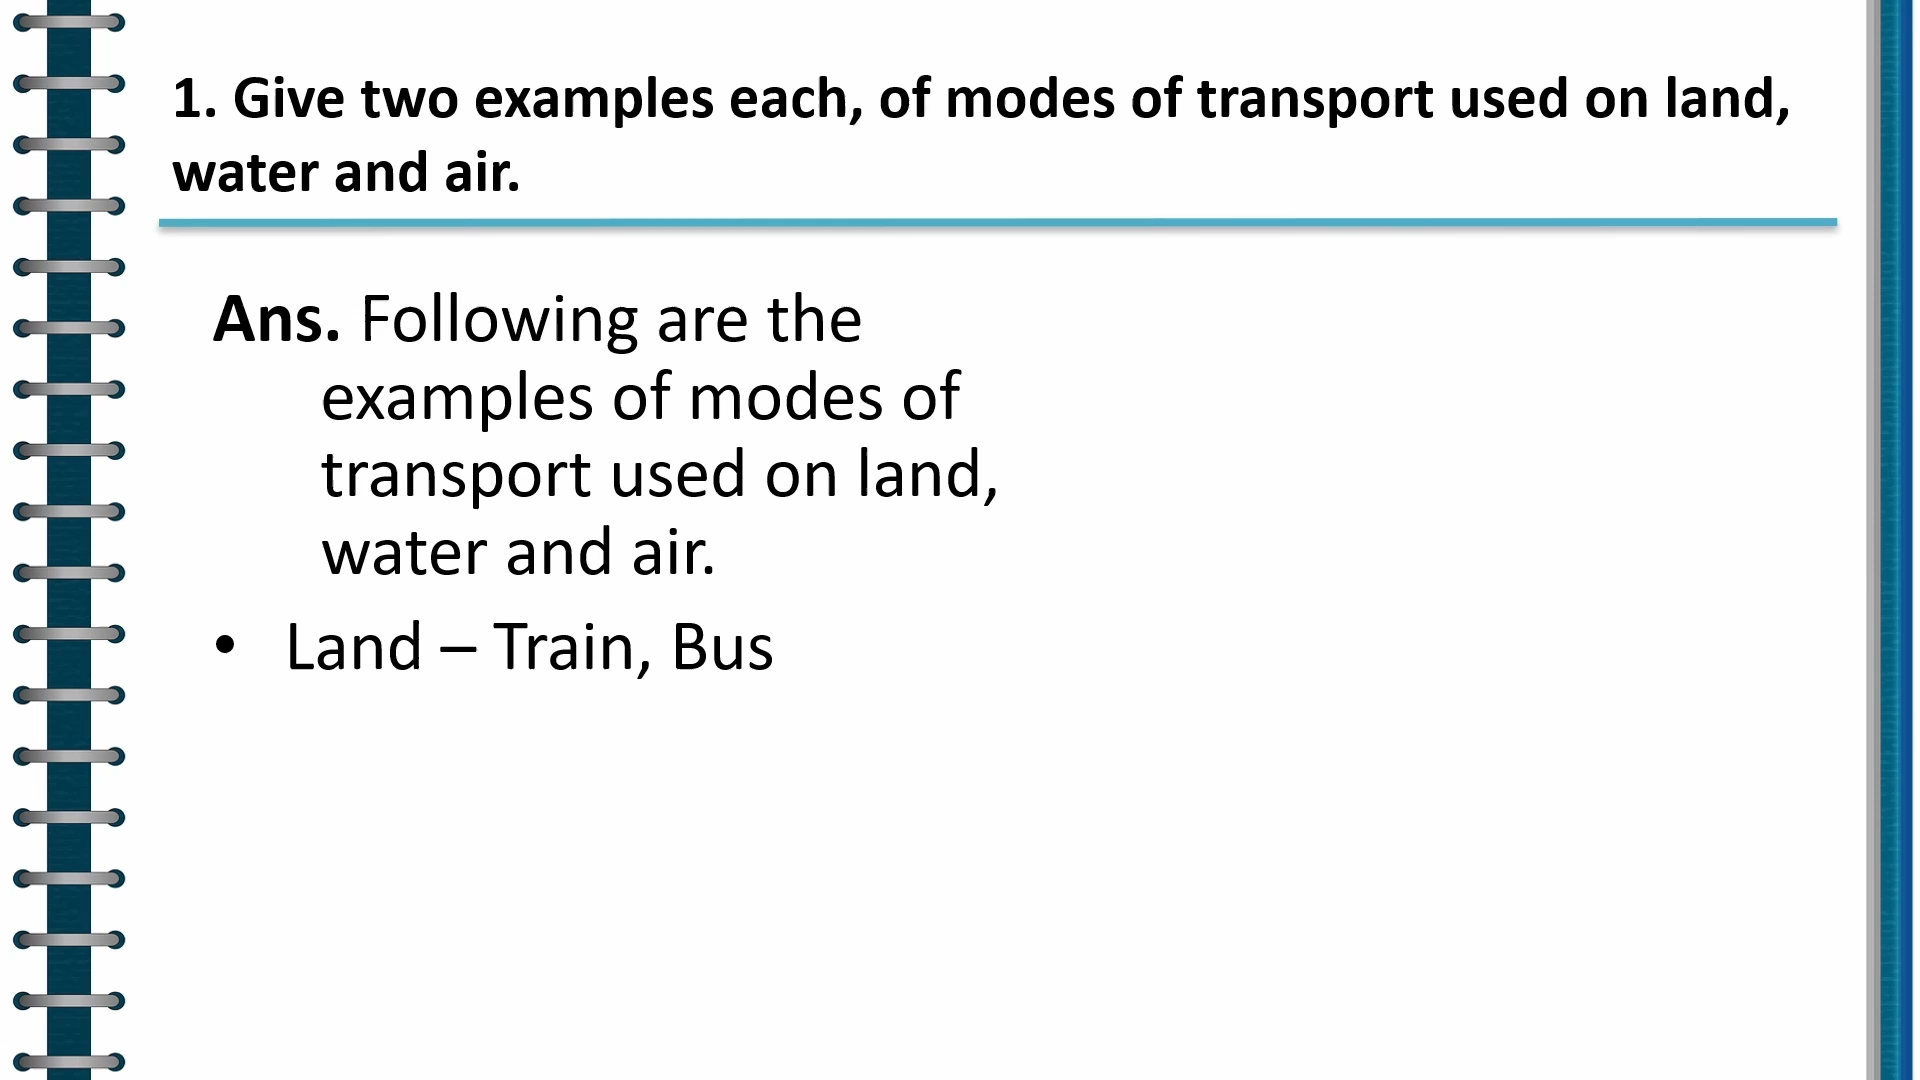 1. Give two examples each, of modes of transport used on land,
water and air.
Ans. Following are the
examples of modes of
transport used on land,
water and air.
• Land – Train, Bus